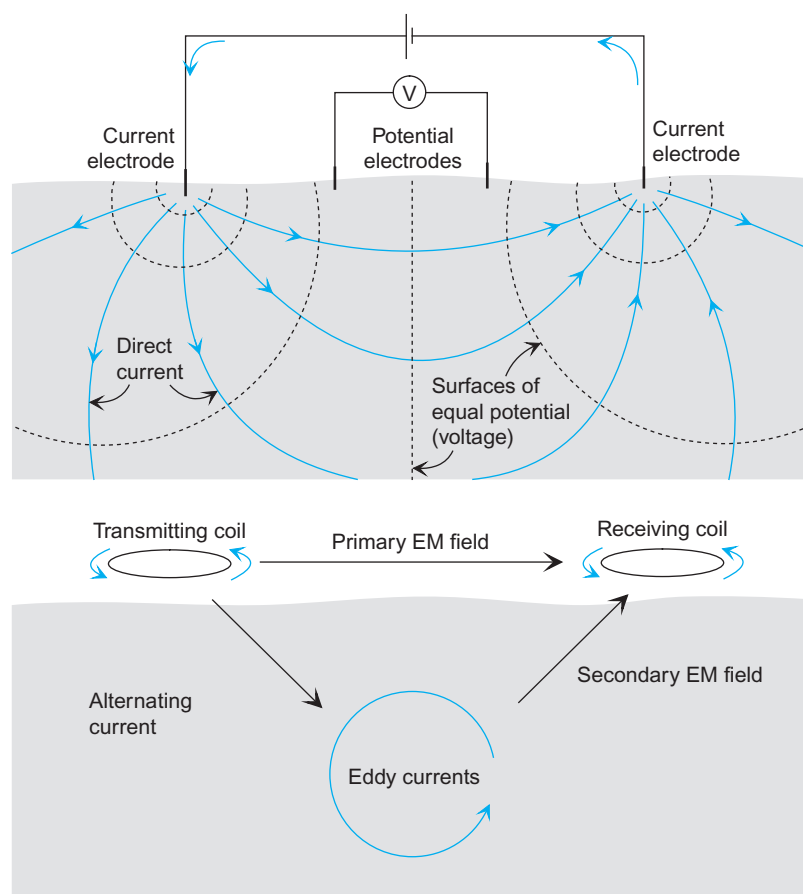 V
Current
electrode
Potential
electrodes
Current
electrode
Direct
current
Surfaces of
equal potential
(voltage)
Transmitting coil
Primary EM field
Receiving coil
Alternating
current
Secondary EM field
Eddy currents